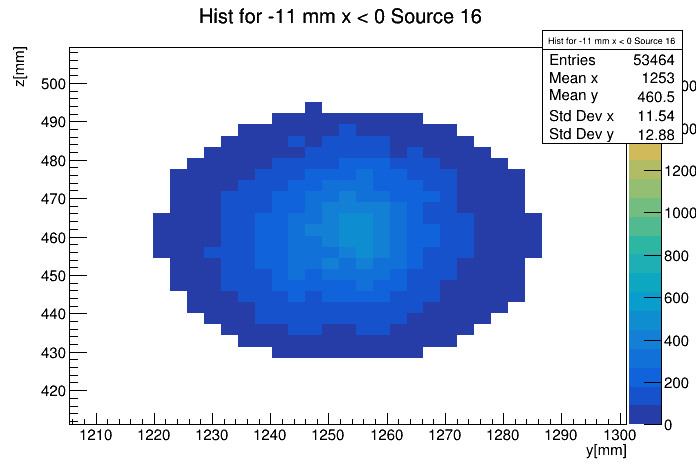 Hist for -11 mm x < 0 Source 16
z[mm]
Hist for -11 mm x < 0 Source 16
Entries 53464
Mean x 1253
Mean y 460.5
Std Dev x 11.54
Std Dev y 12.88
500
490
480
470
460
450
440
430
420
1200
1000
800
600
400
200
0
1210 1220 1230 1240 1250 1260 1270 1280 1290 1300
y[mm]